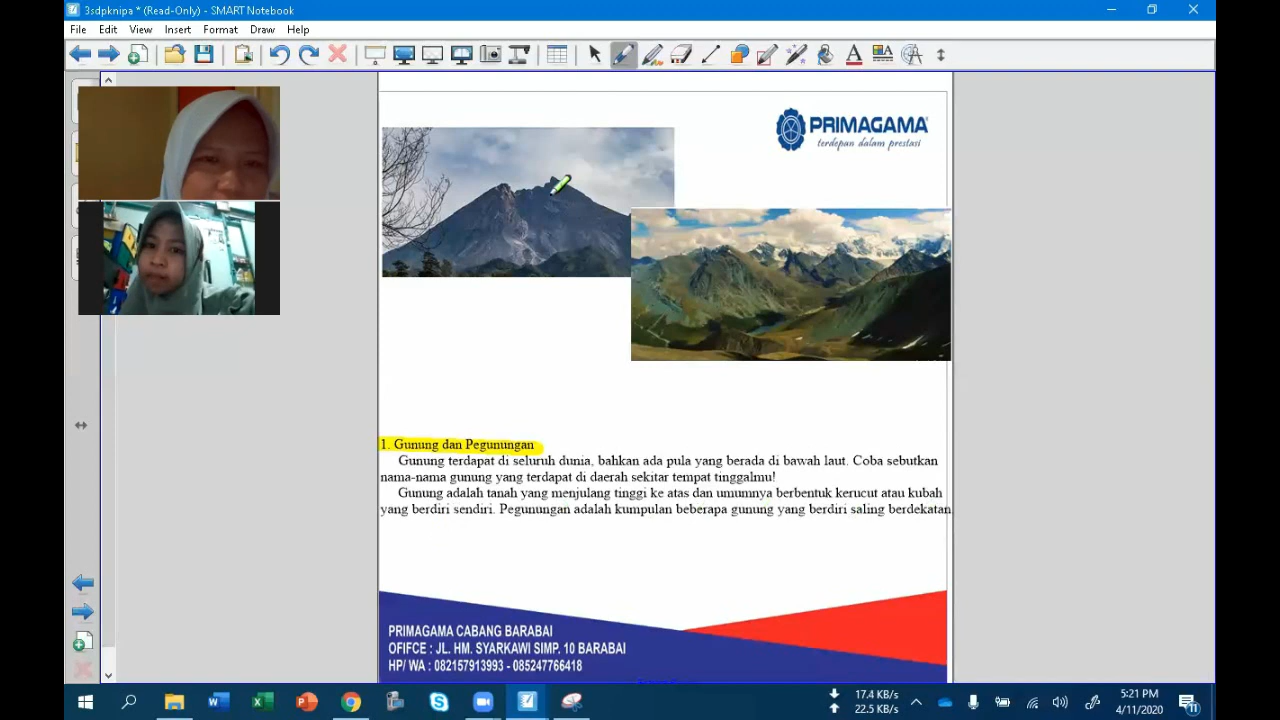 3sdpknipa * (Read-Only) - SMART Notebook
File Edit View Insert Format Draw Help
PRIMAGAMA
terdepan dalam prestasi
1. Gunung dan Pegunungan
Gunung terdapat di seluruh dunia, bahkan ada pula yang berada di bawah laut. Coba sebutkan
nama-nama gunung yang terdapat di daerah sekitar tempat tinggalmu!
Gunung adalah tanah yang menjulang tinggi ke atas dan umumnya berbentuk kerucut atau kubah
yang berdiri sendiri. Pegunungan adalah kumpulan beberapa gunung yang berdiri saling berdekatan.
PRIMAGAMA CABANG BARABAI
OFIFCE : JL. HM. SYARKAWI SIMP. 10 BARABAI
HP/ WA : 082157913993 - 085247766418
17.4 KB/s
22.5 KB/s
5:21 PM
4/11/2020
11